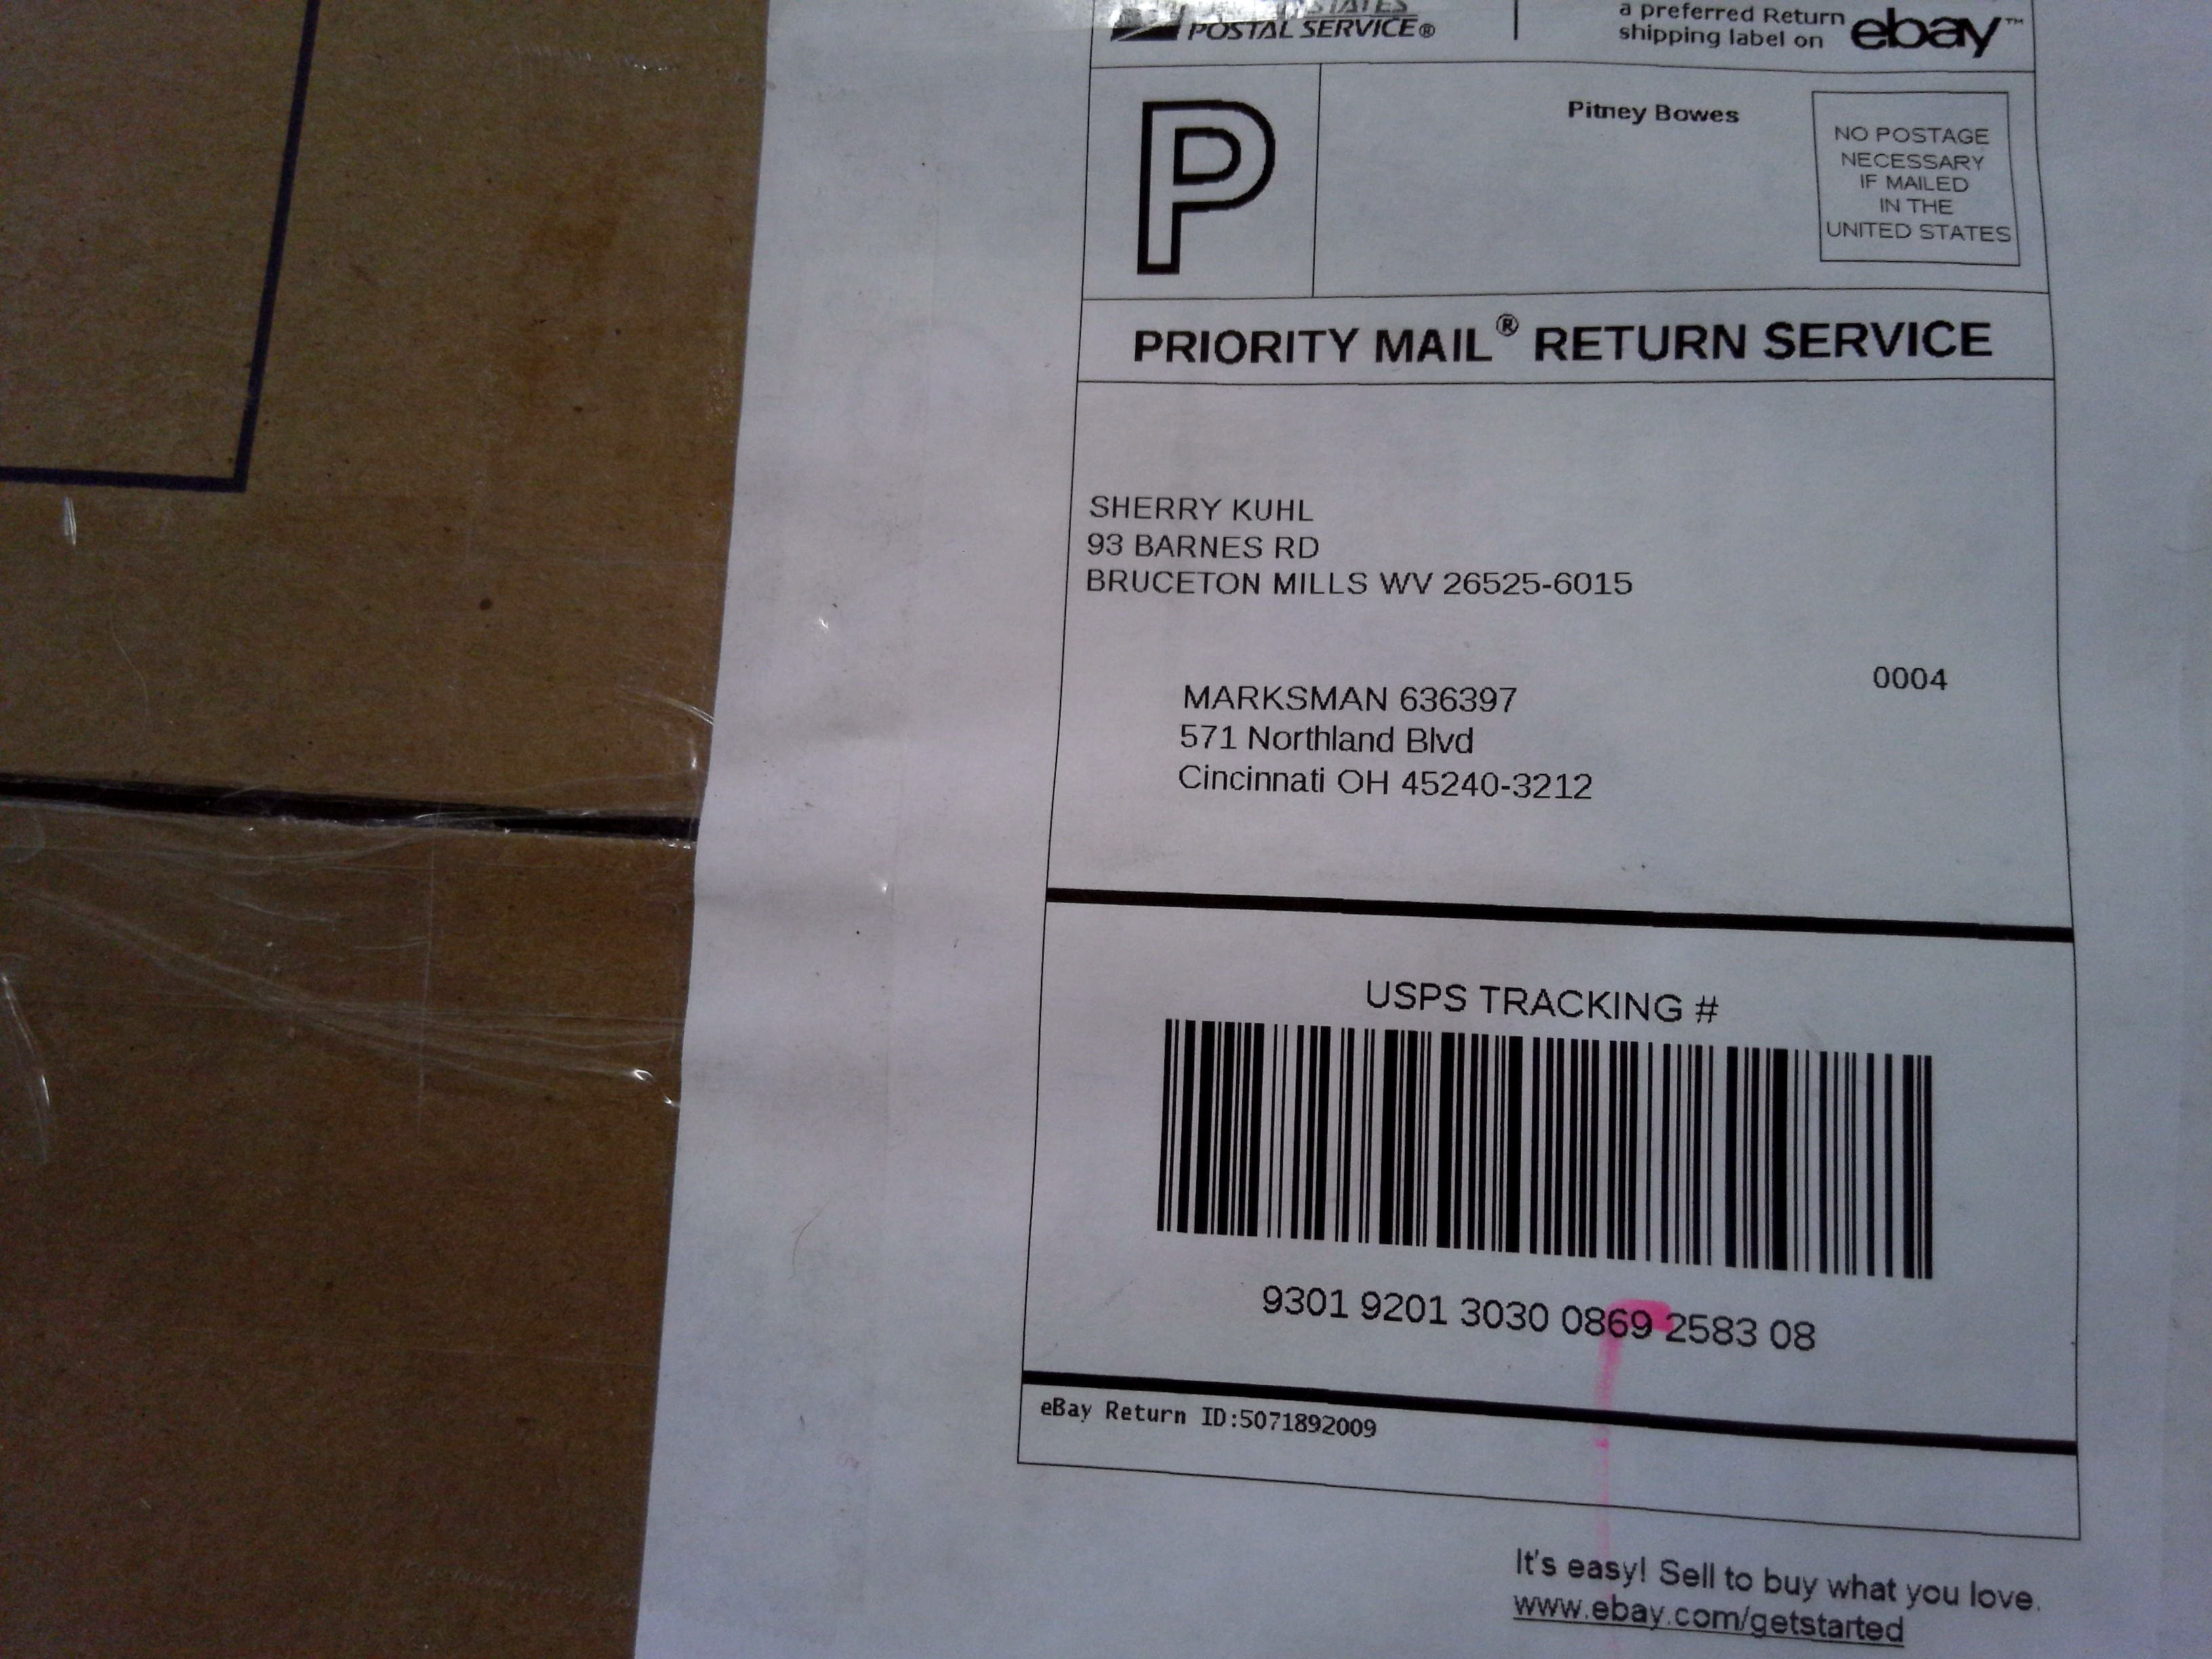 STATES
POSTAL SERVICE®
a preferred Return
shipping label on
ebay™
P
Pitney Bowes
NO POSTAGE
NECESSARY
IF MAILED
IN THE
UNITED STATES
PRIORITY MAIL® RETURN SERVICE
SHERRY KUHL
93 BARNES RD
BRUCETON MILLS WV 26525-6015
0004
MARKSMAN 636397
571 Northland Blvd
Cincinnati OH 45240-3212
USPS TRACKING #
9301 9201 3030 0869 2583 08
eBay Return ID:5071892009
It's easy! Sell to buy what you love.
www.ebay.com/getstarted